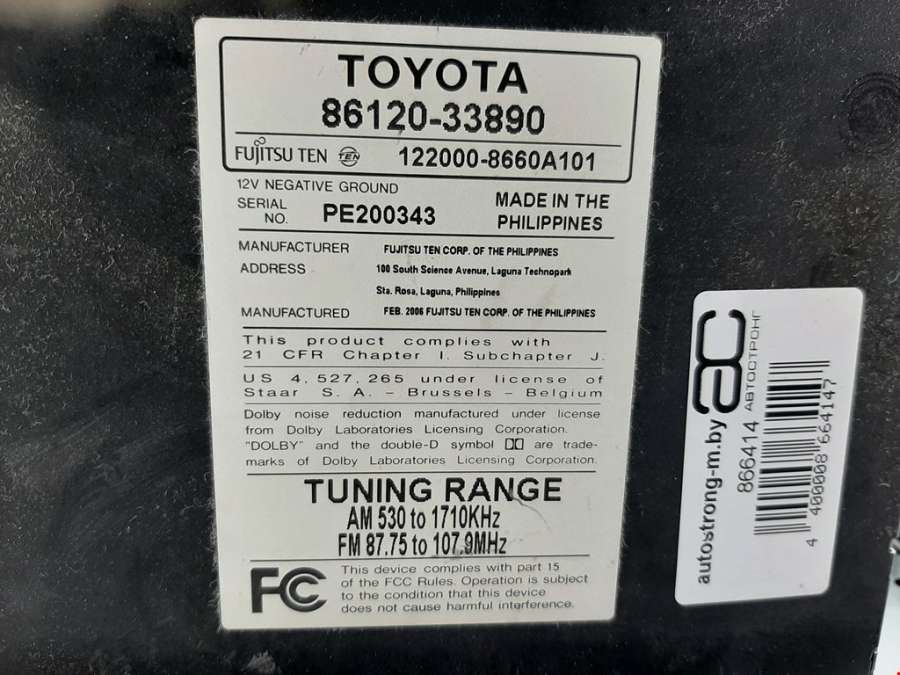 TOYOTA
86120-33890
FUJITSU TEN TEN 122000-8660A101
12V NEGATIVE GROUND
SERIAL NO. PE200343
MADE IN THE
PHILIPPINES
MANUFACTURER FUJITSU TEN CORP. OF THE PHILIPPINES
ADDRESS 100 South Science Avenue, Laguna Technopark
Sta. Rosa, Laguna, Philippines
MANUFACTURED FEB. 2006 FUJITSU TEN CORP. OF THE PHILIPPINES
This product complies with
21 CFR Chapter I. Subchapter J.
US 4, 527, 265 under license of
Staar S. A. – Brussels – Belgium
Dolby noise reduction manufactured under license
from Dolby Laboratories Licensing Corporation.
"DOLBY" and the double-D symbol are trade-
marks of Dolby Laboratories Licensing Corporation.
TUNING RANGE
AM 530 to 1710KHz
FM 87.75 to 107.9MHz
FC This device complies with part 15
of the FCC Rules. Operation is subject
to the condition that this device
does not cause harmful interference.
autostrong-m.by
ac
866414
АВТОСТРОНГ
4 400008 664147